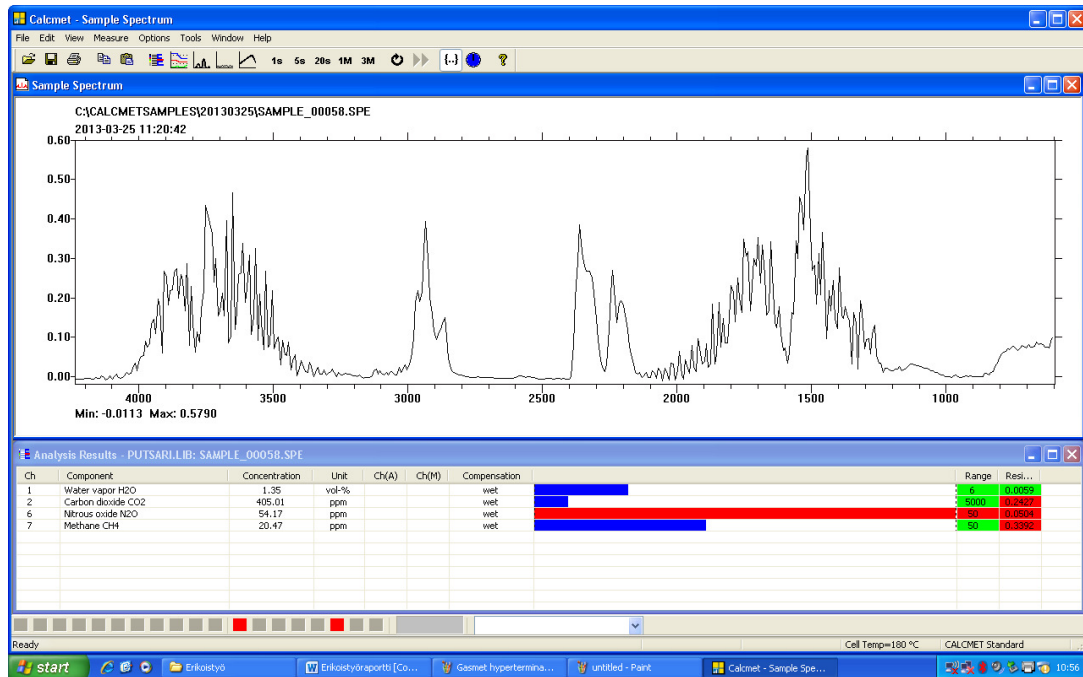 Calcmet - Sample Spectrum
File Edit View Measure Options Tools Window Help
1s 5s 20s 1M 3M {..} ?
Sample Spectrum
C:\CALCMETSAMPLES\20130325\SAMPLE_00058.SPE
2013-03-25 11:20:42
0.60
0.50
0.40
0.30
0.20
0.10
0.00
4000 3500 3000 2500 2000 1500 1000
Min: -0.0113 Max: 0.5790
Analysis Results - PUTSARI.LIB: SAMPLE_00058.SPE
Ch Component Concentration Unit Ch(A) Ch(M) Compensation Range Resi...
1 Water vapor H2O 1.35 vol-% wet 6 0.0059
2 Carbon dioxide CO2 405.01 ppm wet 5000 0.2427
6 Nitrous oxide N2O 54.17 ppm wet 50 0.0504
7 Methane CH4 20.47 ppm wet 50 0.3392
Ready Cell Temp=180 °C CALCMET Standard
start Erikoistyö Erikoistyöraportti [Co... Gasmet hypertermina... untitled - Paint Calcmet - Sample Spe... 10:56